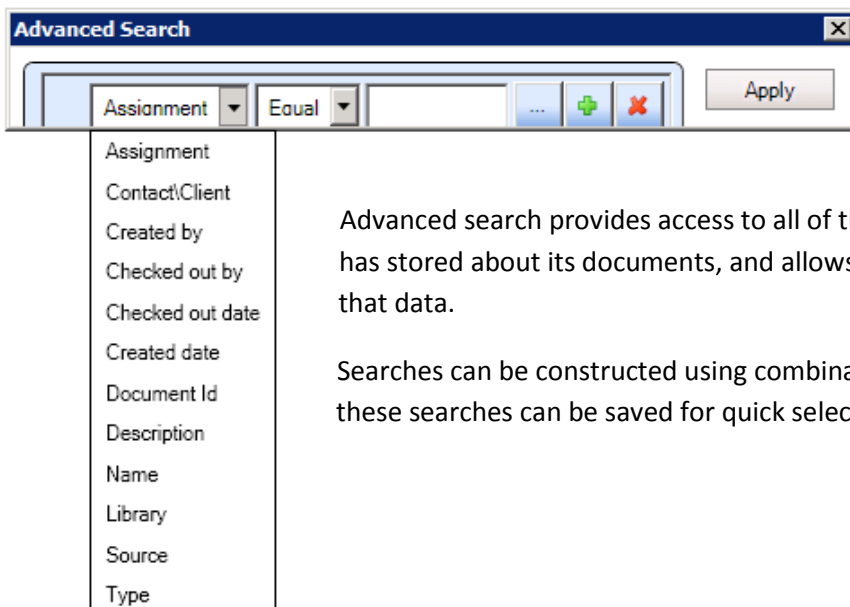 Advanced Search
Assignment Equal ... Apply
Assignment
Contact\Client
Created by
Checked out by
Checked out date
Created date
Document Id
Description
Name
Library
Source
Type
Advanced search provides access to all of
has stored about its documents, and allows
that data.
Searches can be constructed using
these searches can be saved for quick